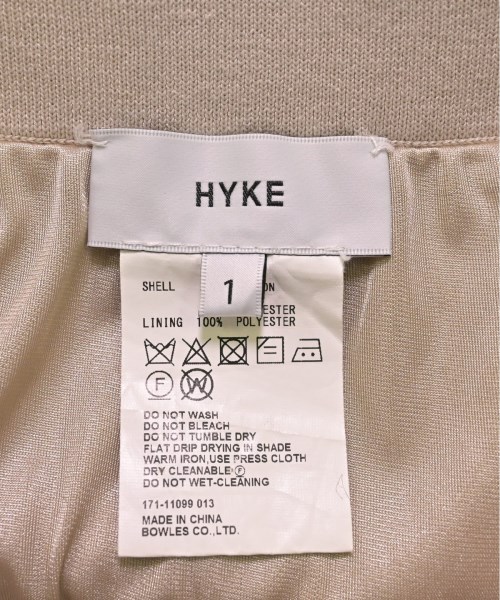 HYKE
1
SHELL ON
ESTER
LINING 100% POLYESTER
F W
DO NOT WASH
DO NOT BLEACH
DO NOT TUMBLE DRY
FLAT DRIP DRYING IN SHADE
WARM IRON,USE PRESS CLOTH
DRY CLEANABLE Ⓕ
DO NOT WET-CLEANING
171-11099 013
MADE IN CHINA
BOWLES CO.,LTD.